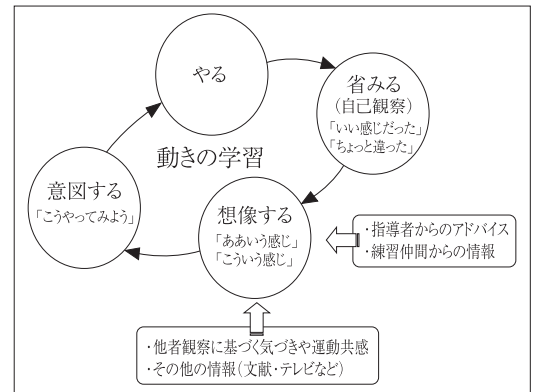 やる
省みる
(自己観察)
「いい感じだった」
「ちょっと違った」
動きの学習
意図する
「こうやってみよう」
想像する
「ああいう感じ」
「こういう感じ」
・指導者からのアドバイス
・練習仲間からの情報
・他者観察に基づく気づきや運動共感
・その他の情報(文献・テレビなど)